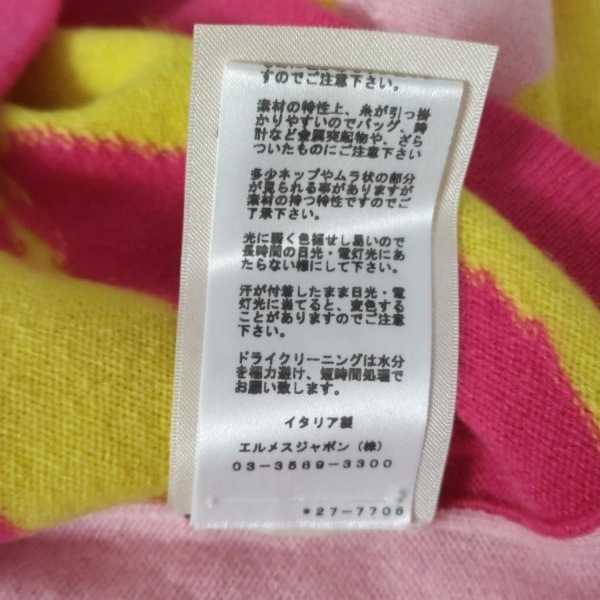 すのでご注意下さい。
素材の特性上、糸が引っ掛
かりやすいのでバッグ、時
計など金属突起物や、ざら
ついたものにご注意下さい
多少ネップやムラ状の部分
が見られる事がありますが
素材の持つ特性ですのでご
了承下さい。
光に弱く色褪せし易いので
長時間の日光・電灯光にあ
たらない様にして下さい。
汗が付着したまま日光・電
灯光に当てると、変色する
ことがありますのでご注意
下さい。
ドライクリーニングは水分
を極力避け、短時間処理で
お願い致します。
イタリア製
エルメスジャポン(株)
03-3569-3300
*27-7706